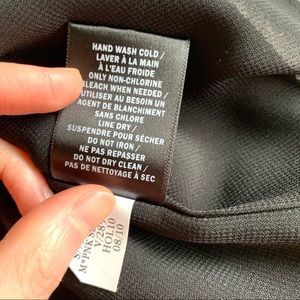 HAND WASH COLD /
LAVER À LA MAIN
À L'EAU FROIDE
ONLY NON-CHLORINE
BLEACH WHEN NEEDED /
UTILISER AU BESOIN UN
AGENT DE BLANCHIMENT
SANS CHLORE
LINE DRY /
SUSPENDRE POUR SÉCHER
DO NOT IRON /
NE PAS REPASSER
DO NOT DRY CLEAN /
PAS DE NETTOYAGE À SEC
M*PNK
HOL10
08/10